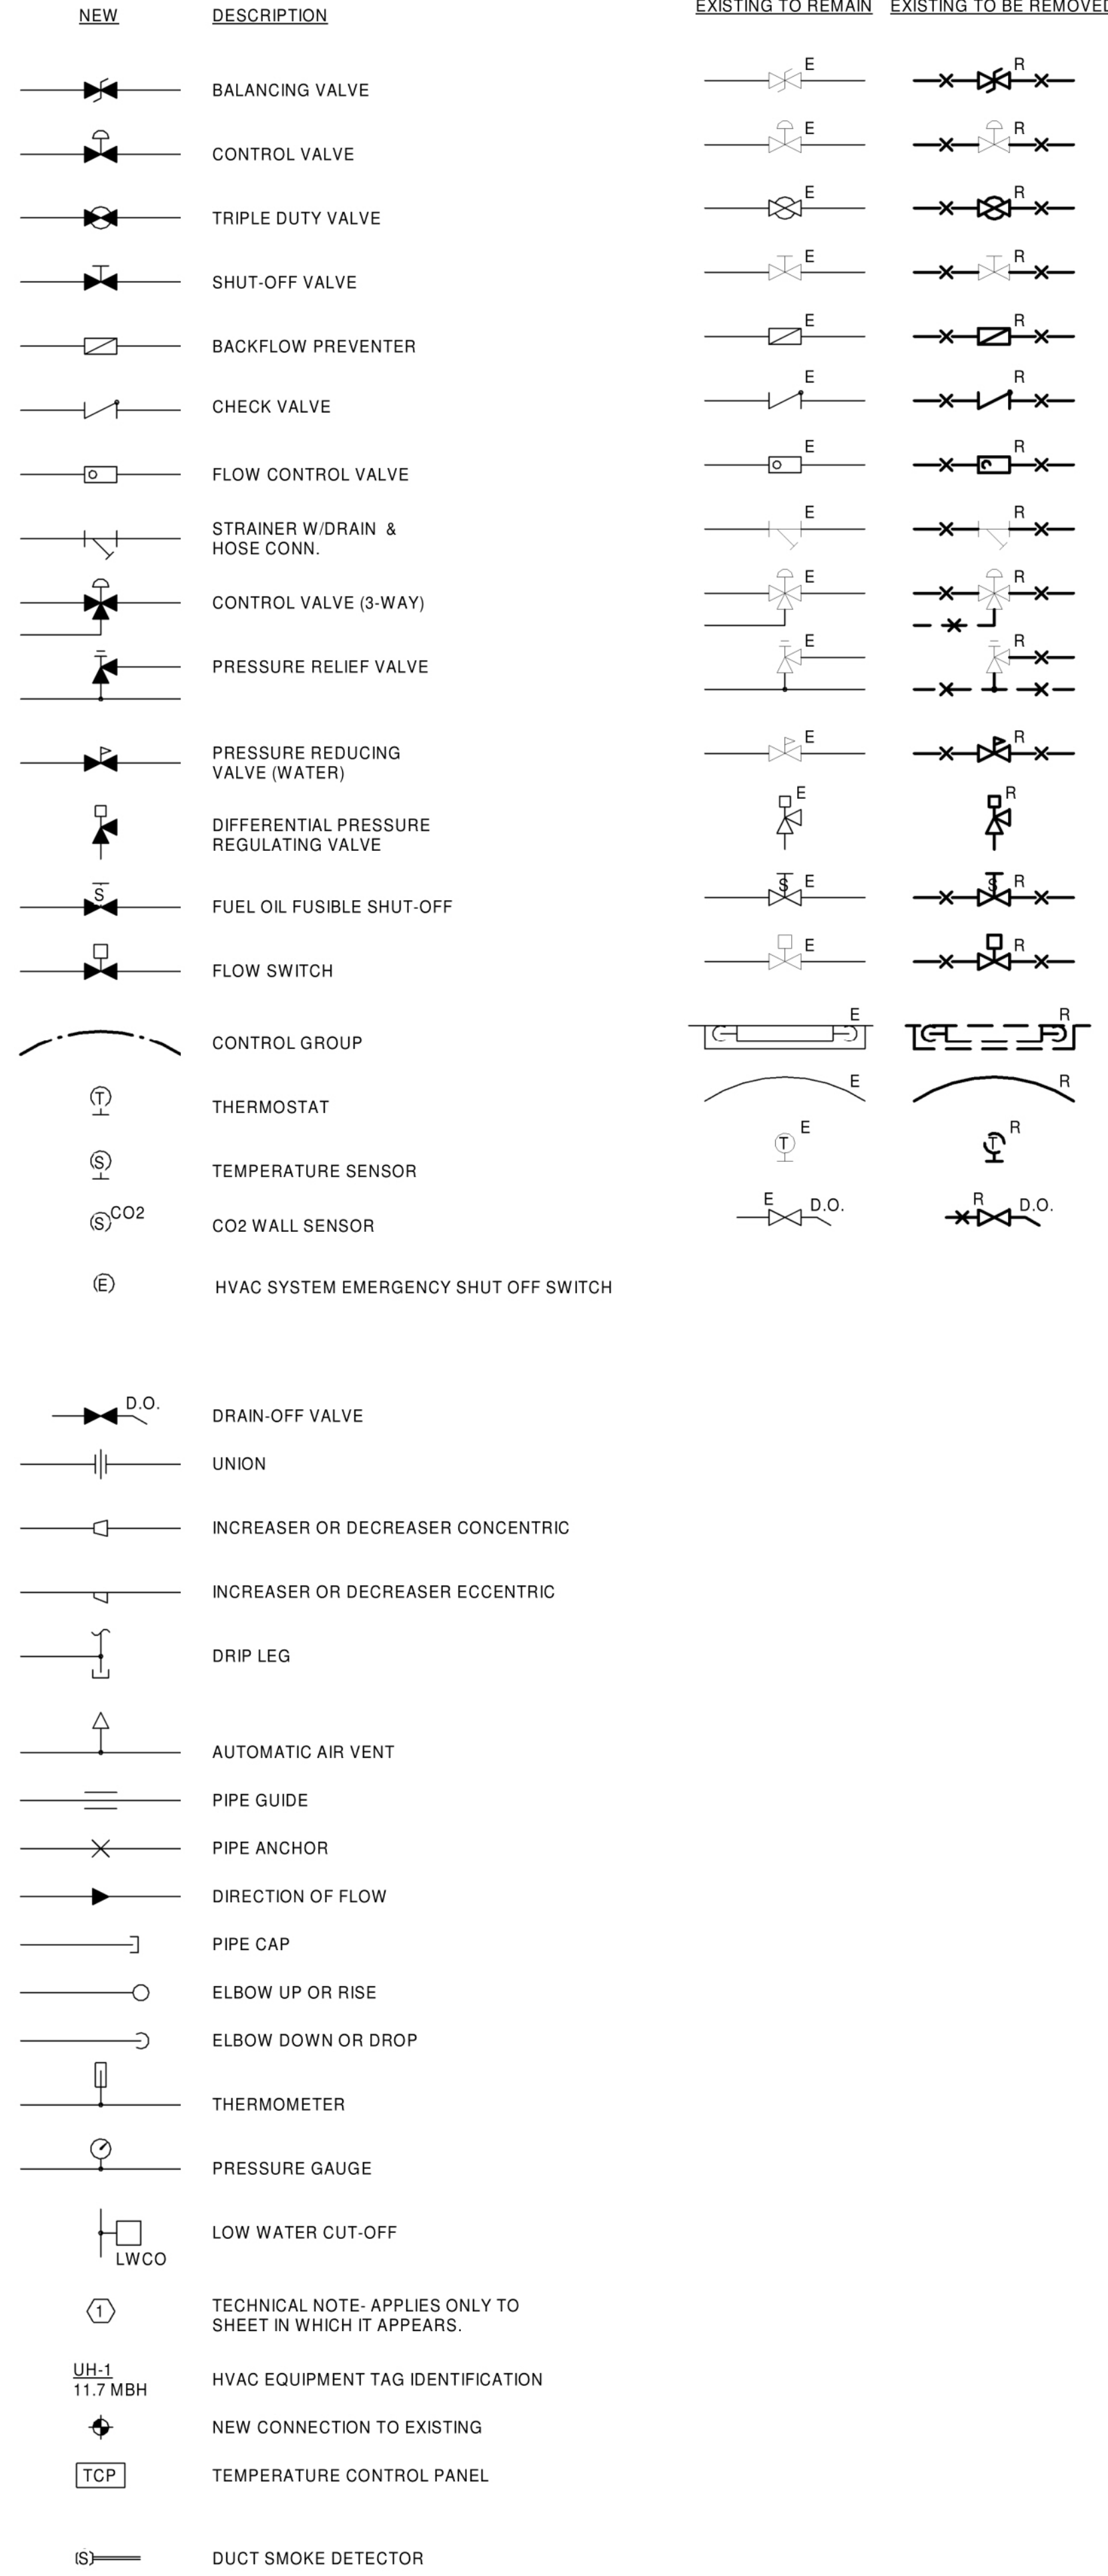 NEW DESCRIPTION EXISTING TO REMAIN EXISTING TO BE REMOVED
BALANCING VALVE E R
CONTROL VALVE E R
TRIPLE DUTY VALVE E R
SHUT-OFF VALVE E R
BACKFLOW PREVENTER E R
CHECK VALVE E R
FLOW CONTROL VALVE E R
STRAINER W/DRAIN & E R
HOSE CONN.
CONTROL VALVE (3-WAY) E R
PRESSURE RELIEF VALVE E R
PRESSURE REDUCING E R
VALVE (WATER)
DIFFERENTIAL PRESSURE E R
REGULATING VALVE
S FUEL OIL FUSIBLE SHUT-OFF S E S R
FLOW SWITCH E R
E R
CONTROL GROUP
E R
T THERMOSTAT
T E T R
S TEMPERATURE SENSOR
E D.O. R D.O.
S CO2 CO2 WALL SENSOR
E HVAC SYSTEM EMERGENCY SHUT OFF SWITCH
D.O. DRAIN-OFF VALVE
UNION
INCREASER OR DECREASER CONCENTRIC
INCREASER OR DECREASER ECCENTRIC
DRIP LEG
AUTOMATIC AIR VENT
PIPE GUIDE
PIPE ANCHOR
DIRECTION OF FLOW
PIPE CAP
ELBOW UP OR RISE
ELBOW DOWN OR DROP
THERMOMETER
PRESSURE GAUGE
LOW WATER CUT-OFF
LWCO
1 TECHNICAL NOTE- APPLIES ONLY TO
SHEET IN WHICH IT APPEARS.
UH-1
11.7 MBH HVAC EQUIPMENT TAG IDENTIFICATION
NEW CONNECTION TO EXISTING
TCP TEMPERATURE CONTROL PANEL
S DUCT SMOKE DETECTOR